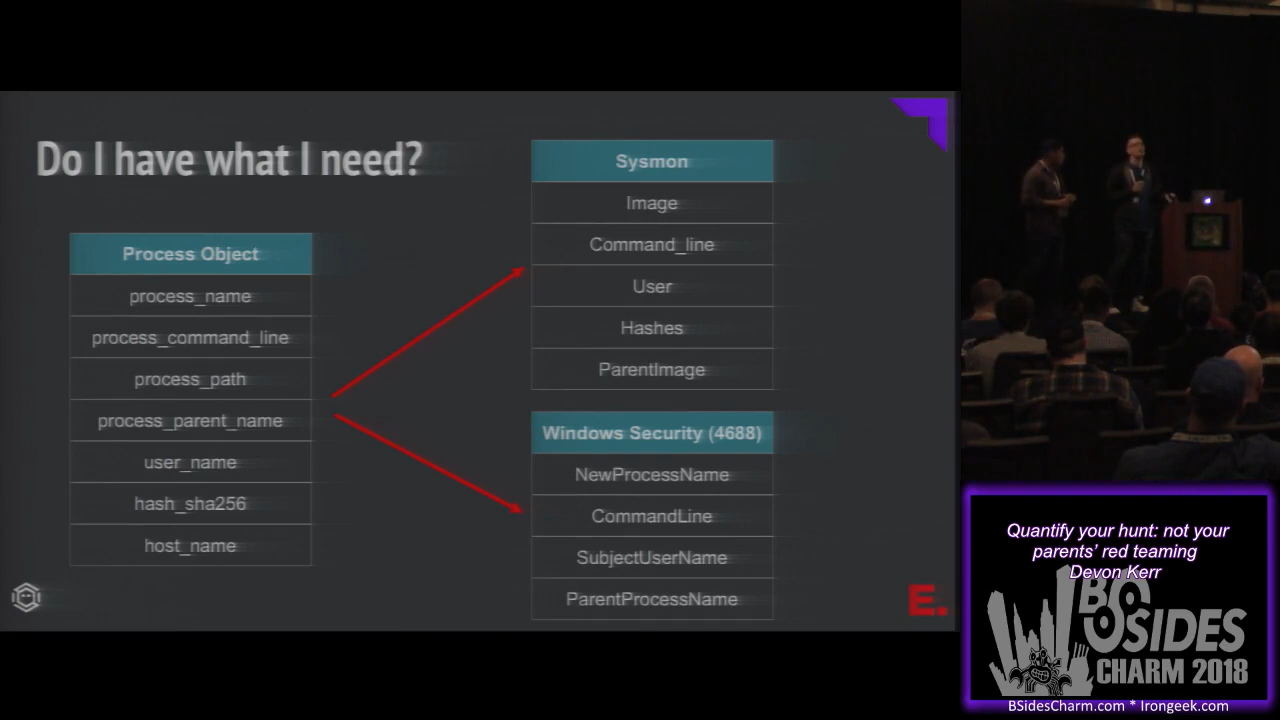 Do I have what I need?
Process Object
process_name
process_command_line
process_path
process_parent_name
user_name
hash_sha256
host_name
Sysmon
Image
Command_line
User
Hashes
ParentImage
Windows Security (4688)
NewProcessName
CommandLine
SubjectUserName
ParentProcessName
E.
Quantify your hunt: not your
parents' red teaming
Devon Kerr
BSIDES
CHARM 2018
BSidesCharm.com * Irongeek.com